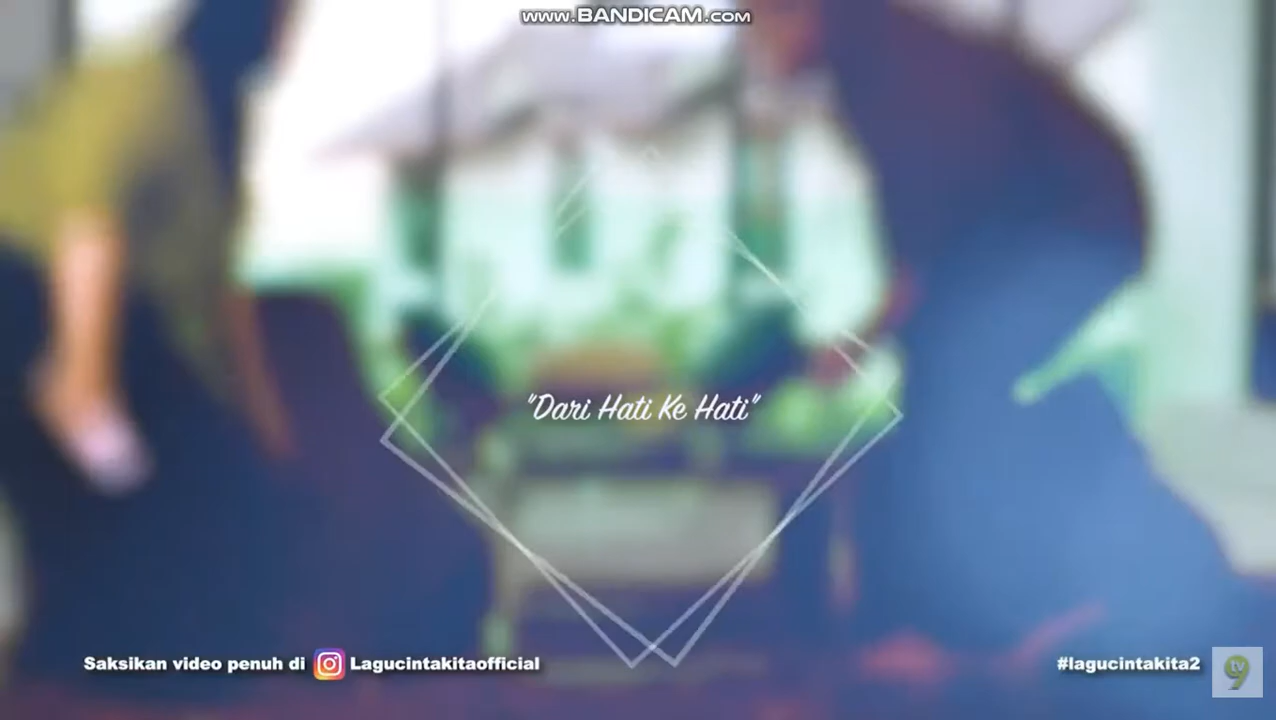 www.BANDICAM.com
"Dari Hati Ke Hati"
Saksikan video penuh di Lagucintakitaofficial
#lagucintakita2
tv9